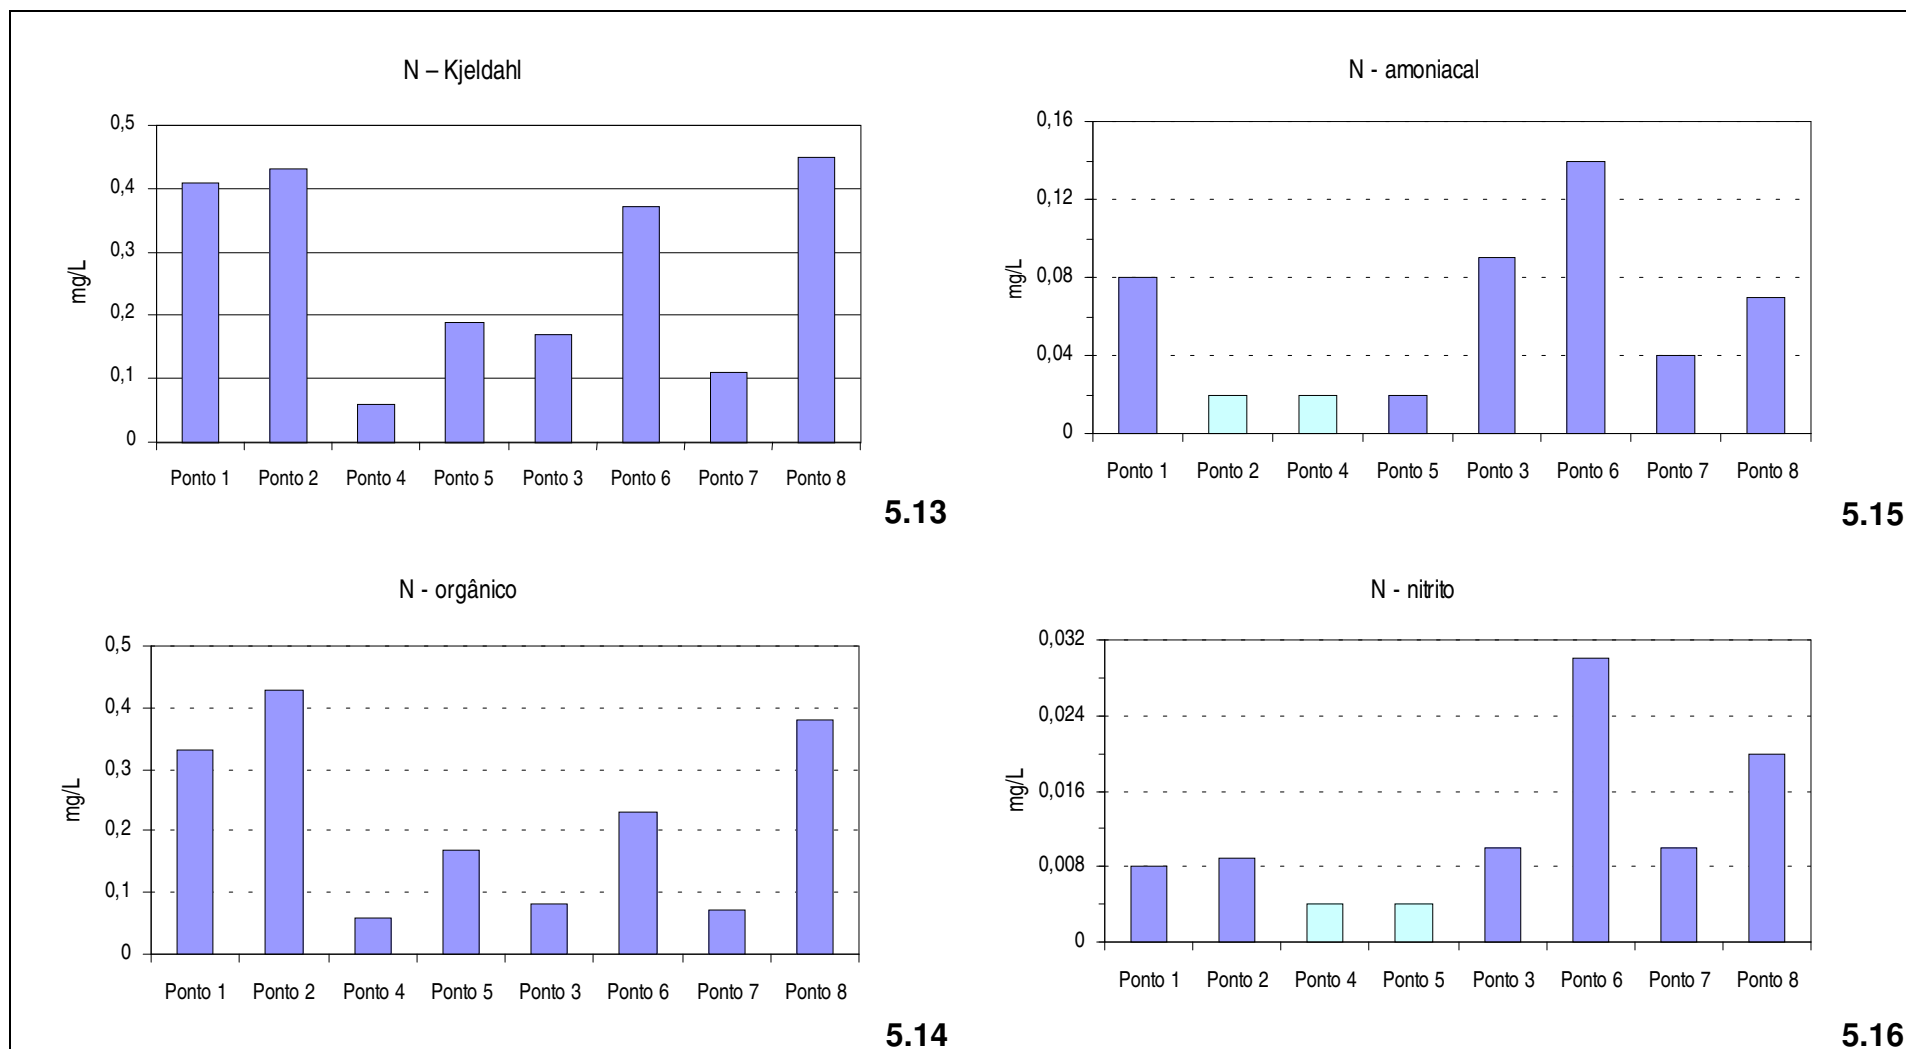 N – Kjeldahl
0,5
0,4
0,3
0,2
0,1
0
mg/L
Ponto 1 Ponto 2 Ponto 4 Ponto 5 Ponto 3 Ponto 6 Ponto 7 Ponto 8
5.13
N - amoniacal
0,16
0,12
0,08
0,04
0
mg/L
Ponto 1 Ponto 2 Ponto 4 Ponto 5 Ponto 3 Ponto 6 Ponto 7 Ponto 8
5.15
N - orgânico
0,5
0,4
0,3
0,2
0,1
0
mg/L
Ponto 1 Ponto 2 Ponto 4 Ponto 5 Ponto 3 Ponto 6 Ponto 7 Ponto 8
5.14
N - nitrito
0,032
0,024
0,016
0,008
0
mg/L
Ponto 1 Ponto 2 Ponto 4 Ponto 5 Ponto 3 Ponto 6 Ponto 7 Ponto 8
5.16